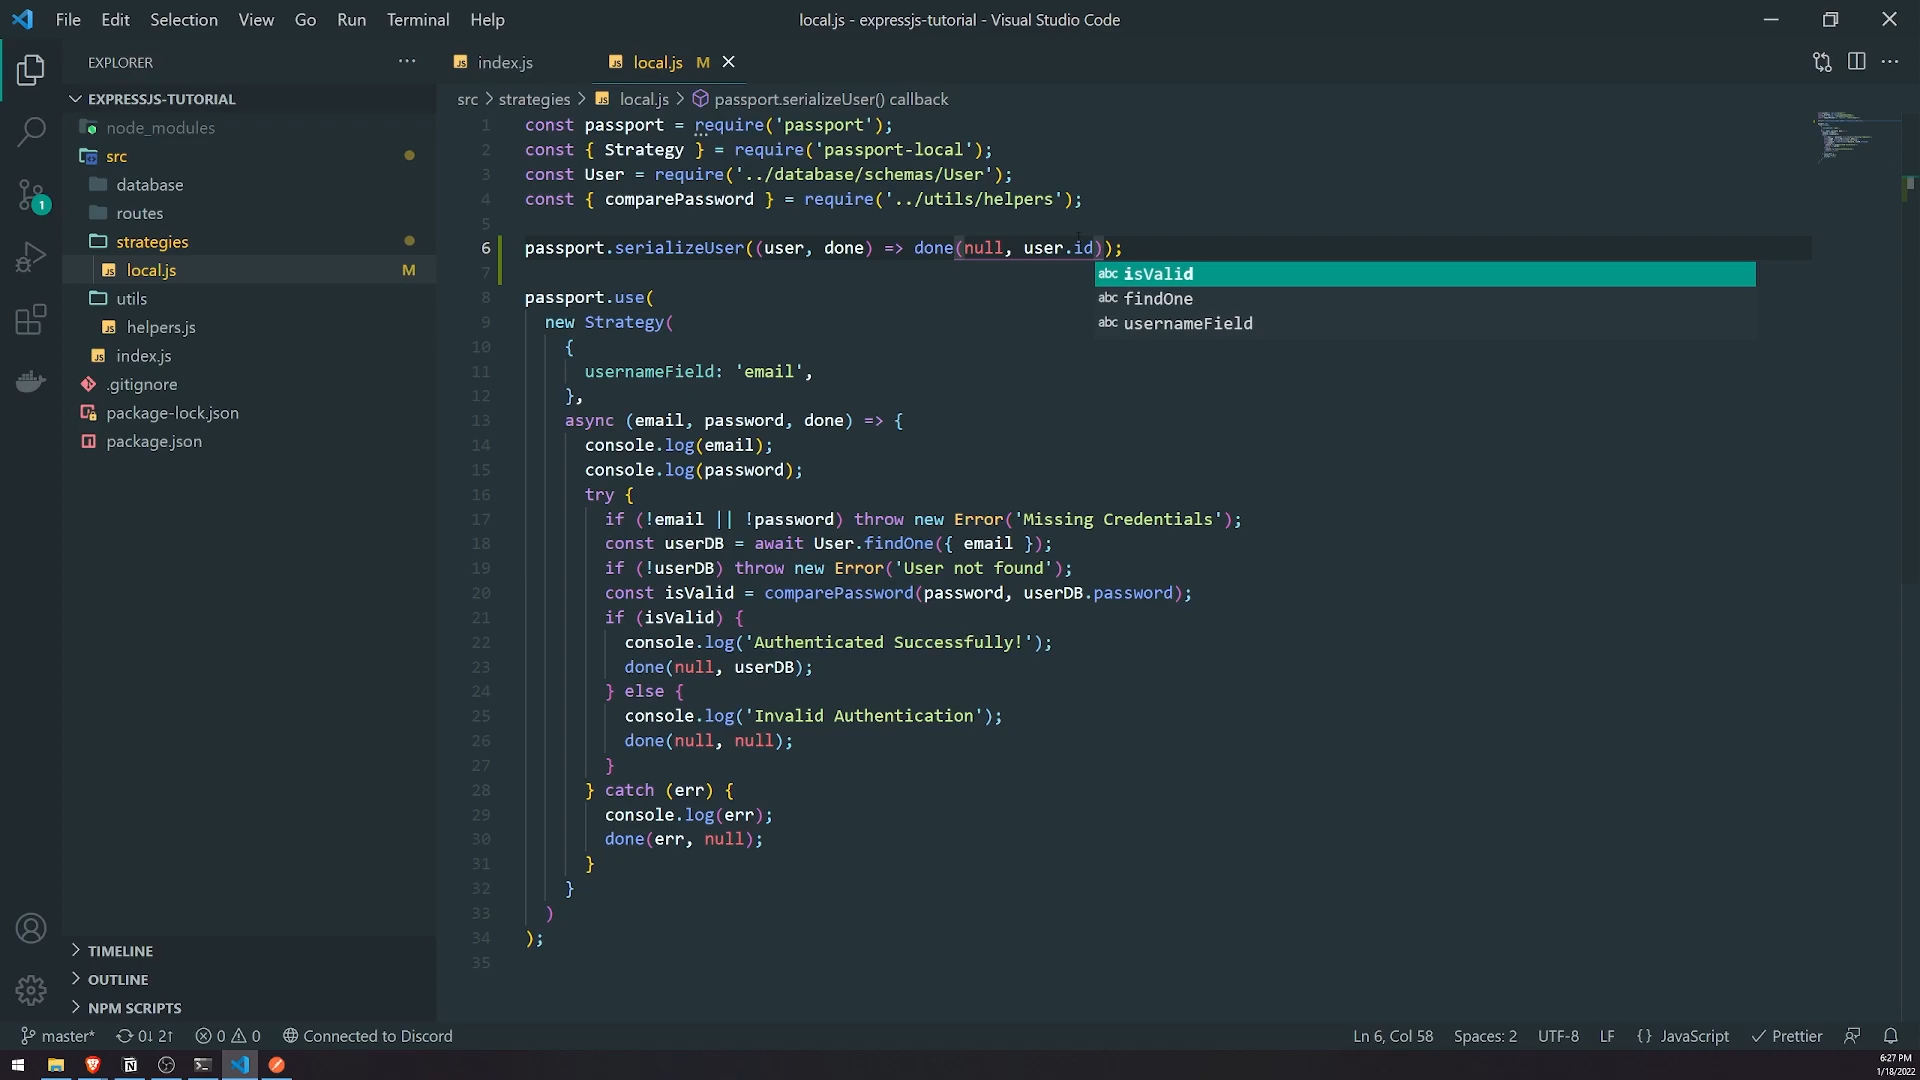 File Edit Selection View Go Run Terminal Help
local.js - expressjs-tutorial - Visual Studio Code
EXPLORER
EXPRESSJS-TUTORIAL
node_modules
src
database
routes
strategies
local.js M
utils
helpers.js
index.js
.gitignore
package-lock.json
package.json
TIMELINE
OUTLINE
NPM SCRIPTS
1
index.js
local.js M
src > strategies > local.js > passport.serializeUser() callback
1 const passport = require('passport');
2 const { Strategy } = require('passport-local');
3 const User = require('../database/schemas/User');
4 const { comparePassword } = require('../utils/helpers');
5
6 passport.serializeUser((user, done) => done(null, user.id));
7
8 passport.use(
9 new Strategy(
10 {
11 usernameField: 'email',
12 },
13 async (email, password, done) => {
14 console.log(email);
15 console.log(password);
16 try {
17 if (!email || !password) throw new Error('Missing Credentials');
18 const userDB = await User.findOne({ email });
19 if (!userDB) throw new Error('User not found');
20 const isValid = comparePassword(password, userDB.password);
21 if (isValid) {
22 console.log('Authenticated Successfully!');
23 done(null, userDB);
24 } else {
25 console.log('Invalid Authentication');
26 done(null, null);
27 }
28 } catch (err) {
29 console.log(err);
30 done(err, null);
31 }
32 }
33 )
34 );
35
abc isValid
abc findOne
abc usernameField
master* 0↓ 2↑ 0 0 Connected to Discord
Ln 6, Col 58 Spaces: 2 UTF-8 LF {} JavaScript Prettier
6:27 PM
1/18/2022